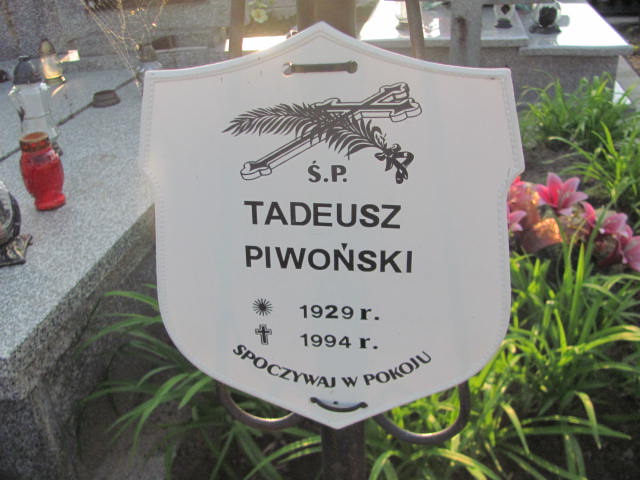 Ś.P.
TADEUSZ
PIWOŃSKI
1929 r.
1994 r.
SPOCZYWAJ W POKOJU